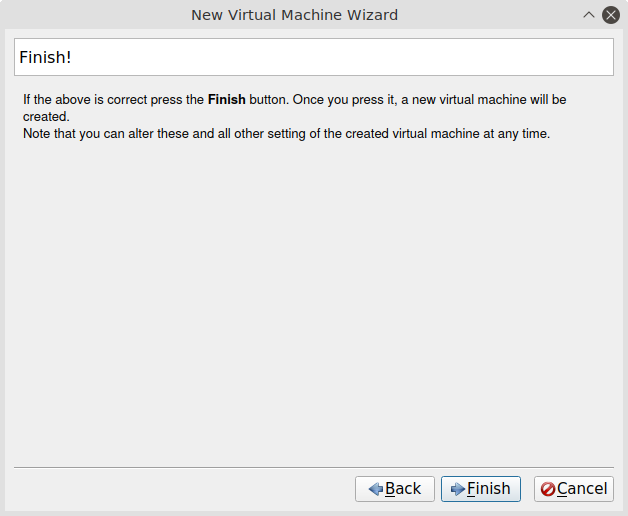 New Virtual Machine Wizard
Finish!
If the above is correct press the Finish button. Once you press it, a new virtual machine will be
created.
Note that you can alter these and all other setting of the created virtual machine at any time.
Back Finish Cancel